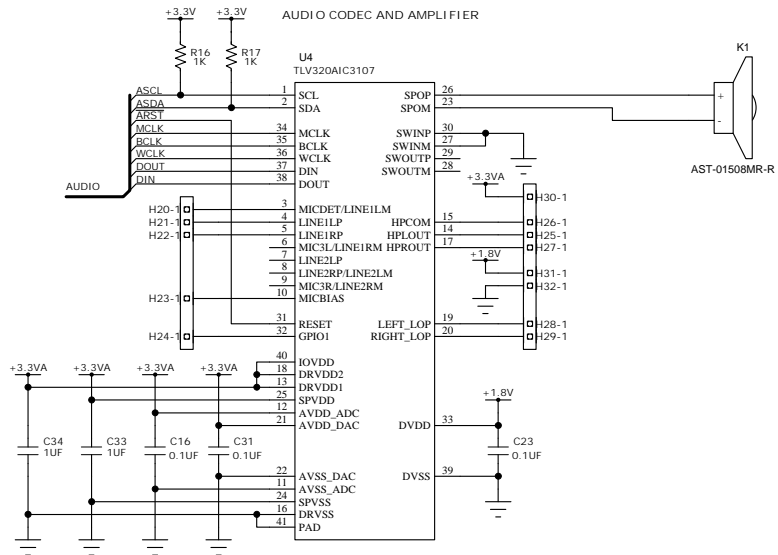 AUDIO CODEC AND AMPLIFIER
+3.3V
+3.3V
R16
1K
R17
1K
U4
TLV320AIC3107
K1
AST-01508MR-R
+
-
AUDIO
ASCL
ASDA
ARST
MCLK
BCLK
WCLK
DOUT
DIN
1 SCL
2 SDA
34 MCLK
35 BCLK
36 WCLK
37 DIN
38 DOUT
H20-1 3 MICDET/LINE1LM
H21-1 4 LINE1LP
H22-1 5 LINE1RP
6 MIC3L/LINE1RM
7 LINE2LP
8 LINE2RP/LINE2LM
9 MIC3R/LINE2RM
H23-1 10 MICBIAS
31 RESET
H24-1 32 GPIO1
40 IOVDD
18 DRVDD2
13 DRVDD1
25 SPVDD
12 AVDD_ADC
21 AVDD_DAC
22 AVSS_DAC
11 AVSS_ADC
24 SPVSS
16 DRVSS
41 PAD
SPOP 26
SPOM 23
SWINP 30
SWINM 27
SWOUTP 29
SWOUTM 28
+3.3VA
H30-1
HPCOM 15 H26-1
HPLOUT 14 H25-1
HPROUT 17 H27-1
+1.8V
H31-1
H32-1
LEFT_LOP 19 H28-1
RIGHT_LOP 20 H29-1
DVDD 33
DVSS 39
+1.8V
C23
0.1UF
+3.3VA
+3.3VA
+3.3VA
+3.3VA
C34
1UF
C33
1UF
C16
0.1UF
C31
0.1UF